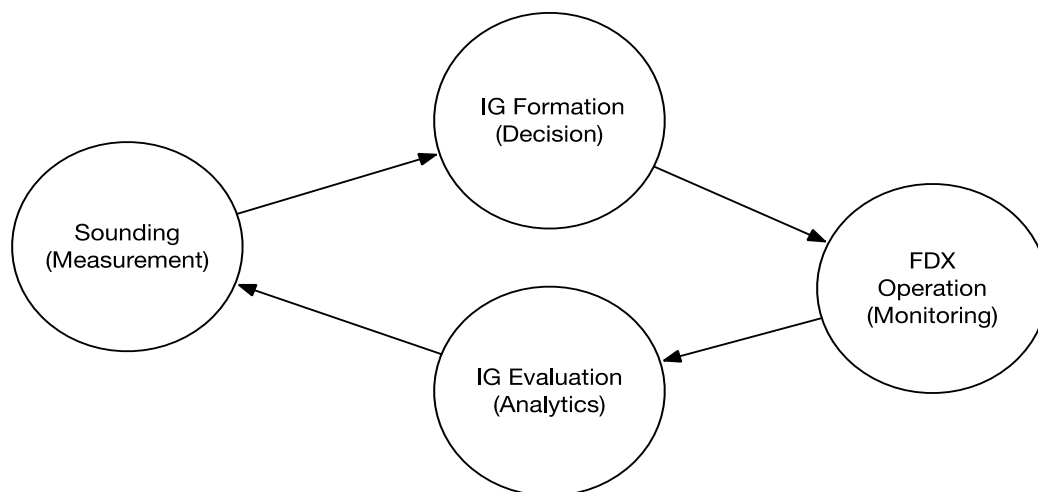 IG Formation
(Decision)
Sounding
(Measurement)
FDX
Operation
(Monitoring)
IG Evaluation
(Analytics)